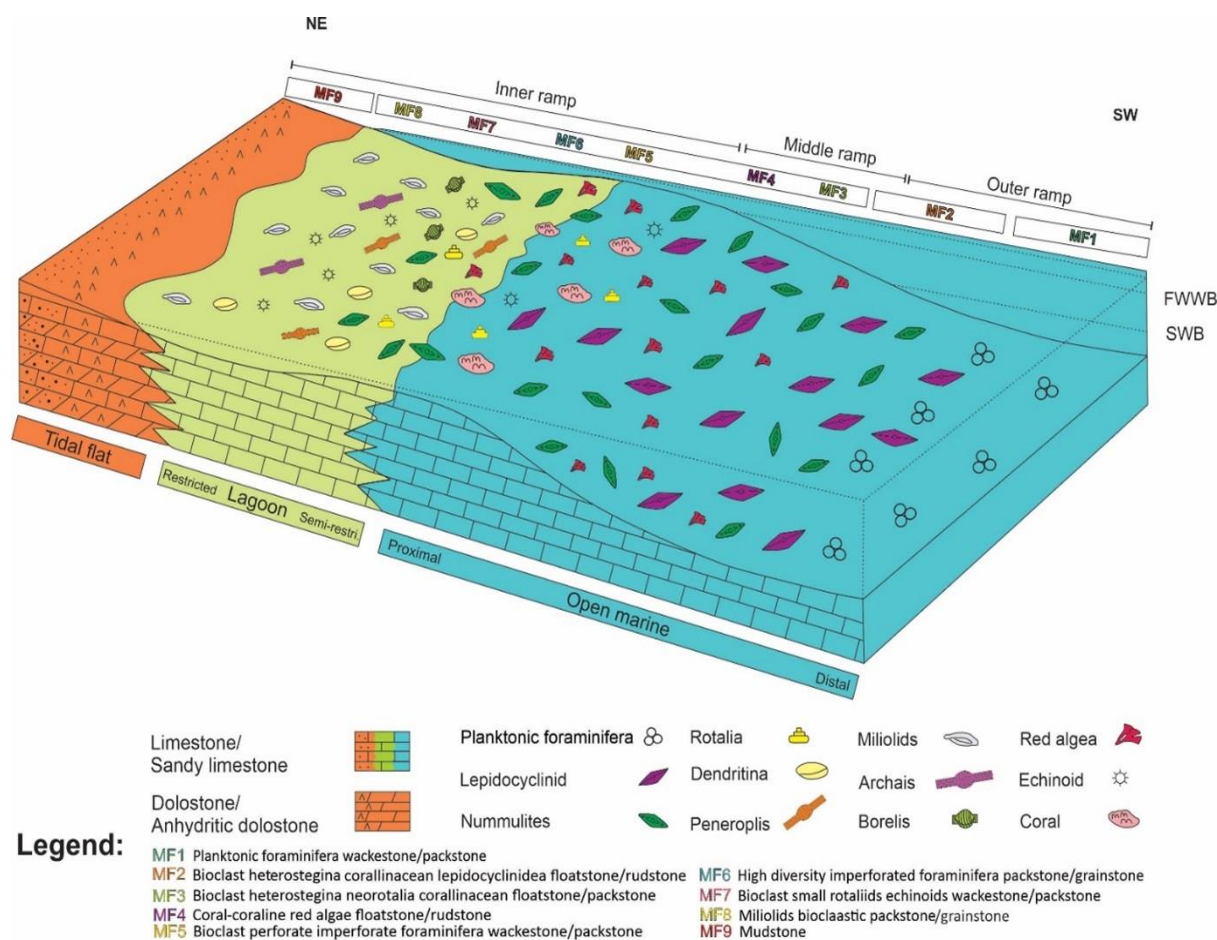 NE
SW
Inner ramp
Middle ramp
Outer ramp
MF9
MF8
MF7
MF6
MF5
MF4
MF3
MF2
MF1
FWWB
SWB
Tidal flat
Restricted
Lagoon
Semi-restri.
Proximal
Open marine
Distal
Limestone/
Sandy limestone
Dolostone/
Anhydritic dolostone
Planktonic foraminifera
Rotalia
Miliolids
Red algea
Lepidocyclinid
Dendritina
Archais
Echinoid
Nummulites
Peneroplis
Borelis
Coral
Legend:
MF1 Planktonic foraminifera wackestone/packstone
MF2 Bioclast heterostegina corallinacean lepidocyclinidea floatstone/rudstone
MF3 Bioclast heterostegina neorotalia corallinacean floatstone/packstone
MF4 Coral-coraline red algae floatstone/rudstone
MF5 Bioclast perforate imperforate foraminifera wackestone/packstone
MF6 High diversity imperforated foraminifera packstone/grainstone
MF7 Bioclast small rotaliids echinoids wackestone/packstone
MF8 Miliolids bioclaastic packstone/grainstone
MF9 Mudstone